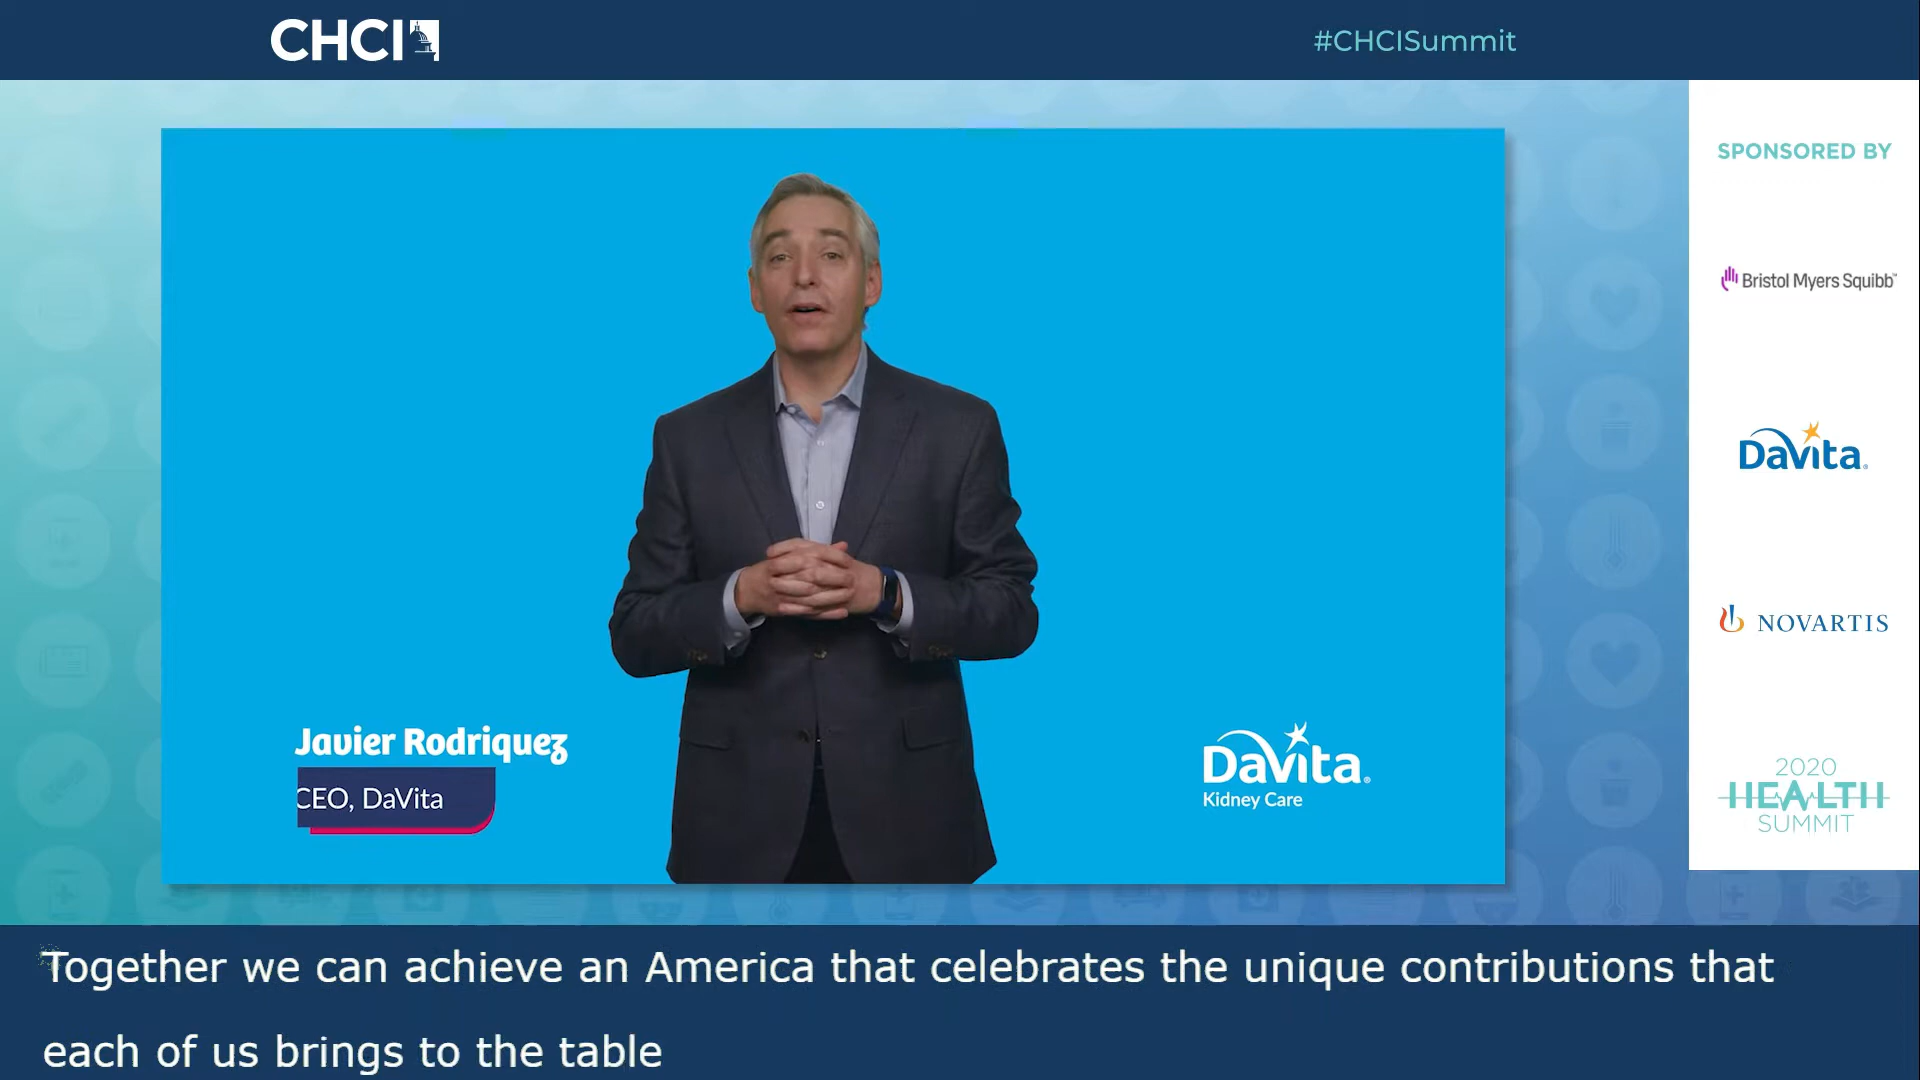 CHCI
#CHCISummit
SPONSORED BY
Bristol Myers Squibb™
DaVita®
NOVARTIS
2020
HEALTH
SUMMIT
Javier Rodriquez
CEO, DaVita
DaVita®
Kidney Care
Together we can achieve an America that celebrates the unique contributions that
each of us brings to the table